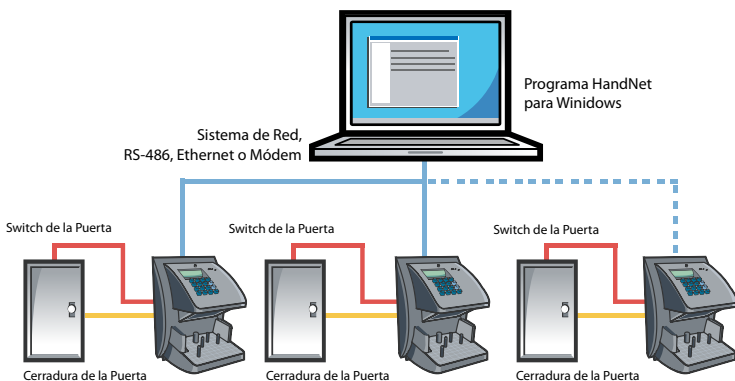 Programa HandNet
para Winidows
Sistema de Red,
RS-486, Ethernet o Módem
Switch de la Puerta
Switch de la Puerta
Switch de la Puerta
Cerradura de la Puerta
Cerradura de la Puerta
Cerradura de la Puerta